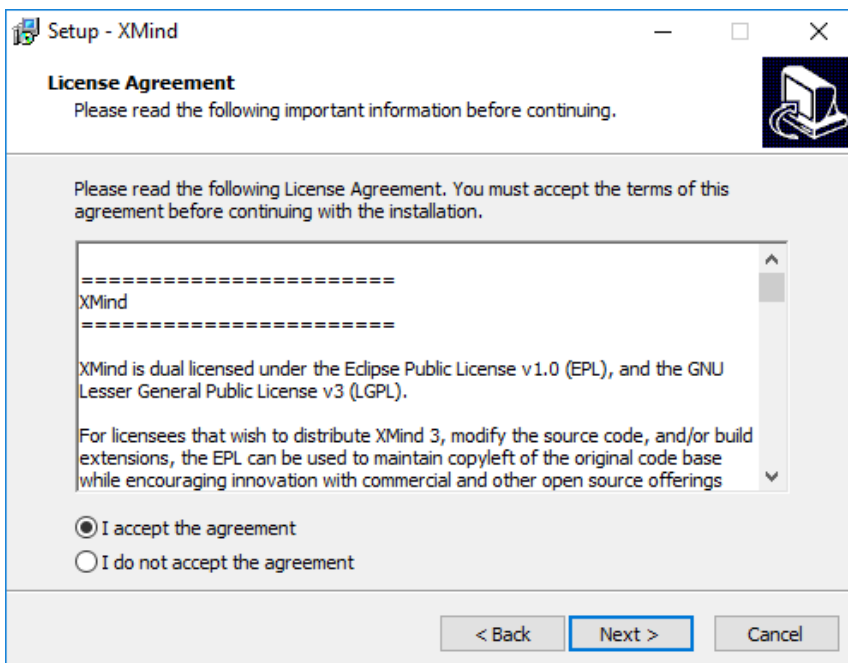 Setup - XMind
License Agreement
Please read the following important information before continuing.
Please read the following License Agreement. You must accept the terms of this
agreement before continuing with the installation.
=======================
XMind
=======================
XMind is dual licensed under the Eclipse Public License v1.0 (EPL), and the GNU
Lesser General Public License v3 (LGPL).
For licensees that wish to distribute XMind 3, modify the source code, and/or build
extensions, the EPL can be used to maintain copyleft of the original code base
while encouraging innovation with commercial and other open source offerings
I accept the agreement
I do not accept the agreement
< Back Next > Cancel